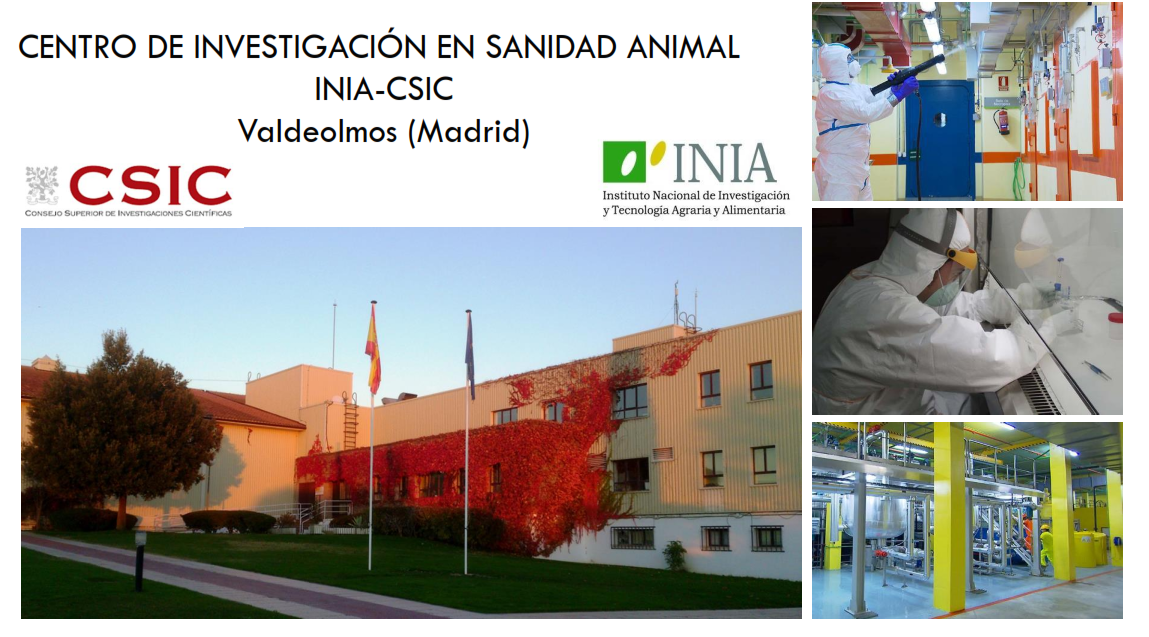 CENTRO DE INVESTIGACIÓN EN SANIDAD ANIMAL
INIA-CSIC
Valdeolmos (Madrid)
CSIC
CONSEJO SUPERIOR DE INVESTIGACIONES CIENTÍFICAS
INIA
Instituto Nacional de Investigación
y Tecnología Agraria y Alimentaria